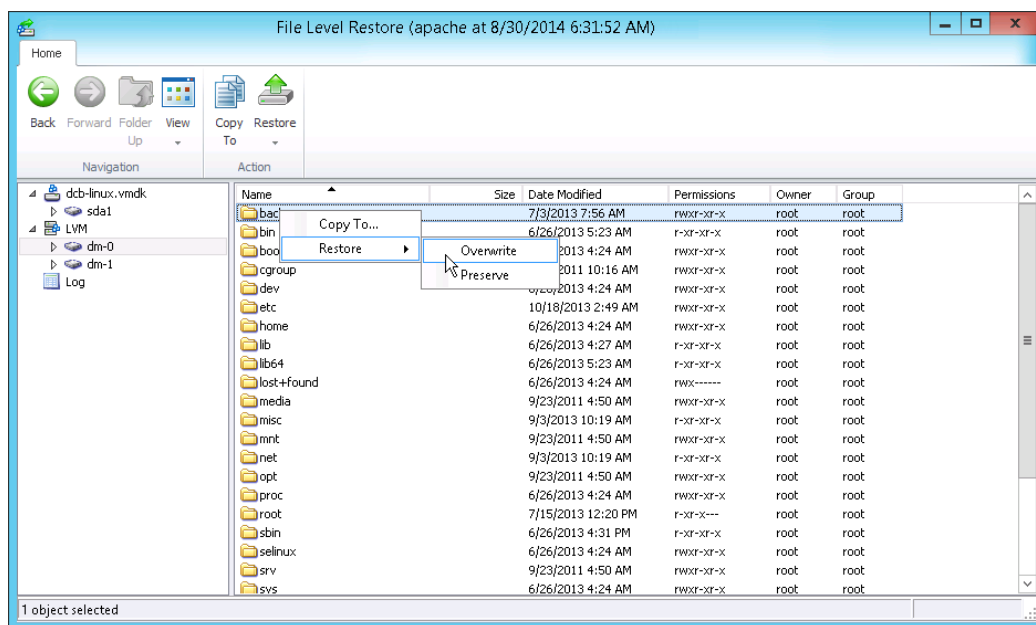 File Level Restore (apache at 8/30/2014 6:31:52 AM)
Home
Back Forward Folder Up View Copy To Restore
Navigation Action
dcb-linux.vmdk
sda1
LVM
dm-0
dm-1
Log
Name Size Date Modified Permissions Owner Group
bac 7/3/2013 7:56 AM rwxr-xr-x root root
bin 6/26/2013 5:23 AM r-xr-xr-x root root
boo 2013 4:24 AM rwxr-xr-x root root
cgroup 2011 10:16 AM rwxr-xr-x root root
dev 2013 4:24 AM rwxr-xr-x root root
etc 10/18/2013 2:49 AM rwxr-xr-x root root
home 6/26/2013 4:24 AM rwxr-xr-x root root
lib 6/26/2013 4:27 AM r-xr-xr-x root root
lib64 6/26/2013 5:23 AM r-xr-xr-x root root
lost+found 6/26/2013 4:24 AM rwx------ root root
media 9/23/2011 4:50 AM rwxr-xr-x root root
misc 9/3/2013 10:19 AM r-xr-xr-x root root
mnt 9/23/2011 4:50 AM rwxr-xr-x root root
net 9/3/2013 10:19 AM r-xr-xr-x root root
opt 9/23/2011 4:50 AM rwxr-xr-x root root
proc 6/26/2013 4:24 AM rwxr-xr-x root root
root 7/15/2013 12:20 PM r-xr-x--- root root
sbin 6/26/2013 4:31 PM r-xr-xr-x root root
selinux 6/26/2013 4:24 AM rwxr-xr-x root root
srv 9/23/2011 4:50 AM rwxr-xr-x root root
sys 6/26/2013 4:24 AM rwxr-xr-x root root
Copy To...
Restore
Overwrite
Preserve
1 object selected